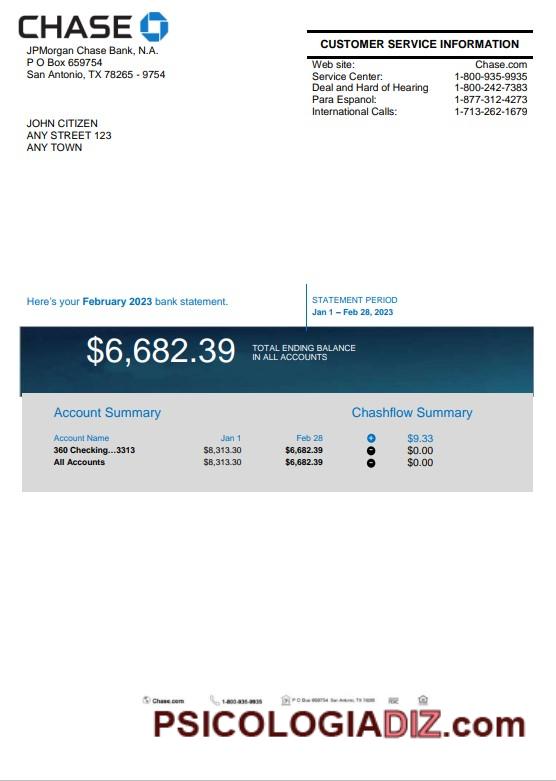 CHASE
JPMorgan Chase Bank, N.A.
P O Box 659754
San Antonio, TX 78265 - 9754
CUSTOMER SERVICE INFORMATION
Web site: Chase.com
Service Center: 1-800-935-9935
Deal and Hard of Hearing 1-800-242-7383
Para Espanol: 1-877-312-4273
International Calls: 1-713-262-1679
JOHN CITIZEN
ANY STREET 123
ANY TOWN
Here's your February 2023 bank statement.
STATEMENT PERIOD
Jan 1 – Feb 28, 2023
$6,682.39
TOTAL ENDING BALANCE
IN ALL ACCOUNTS
Account Summary Chashflow Summary
Account Name Jan 1 Feb 28 + $9.33
360 Checking...3313 $8,313.30 $6,682.39 - $0.00
All Accounts $8,313.30 $6,682.39 - $0.00
Chase.com 1-800-935-9935 P O Box 659754 San Antonio, TX 78265
PSICOLOGIADIZ.com